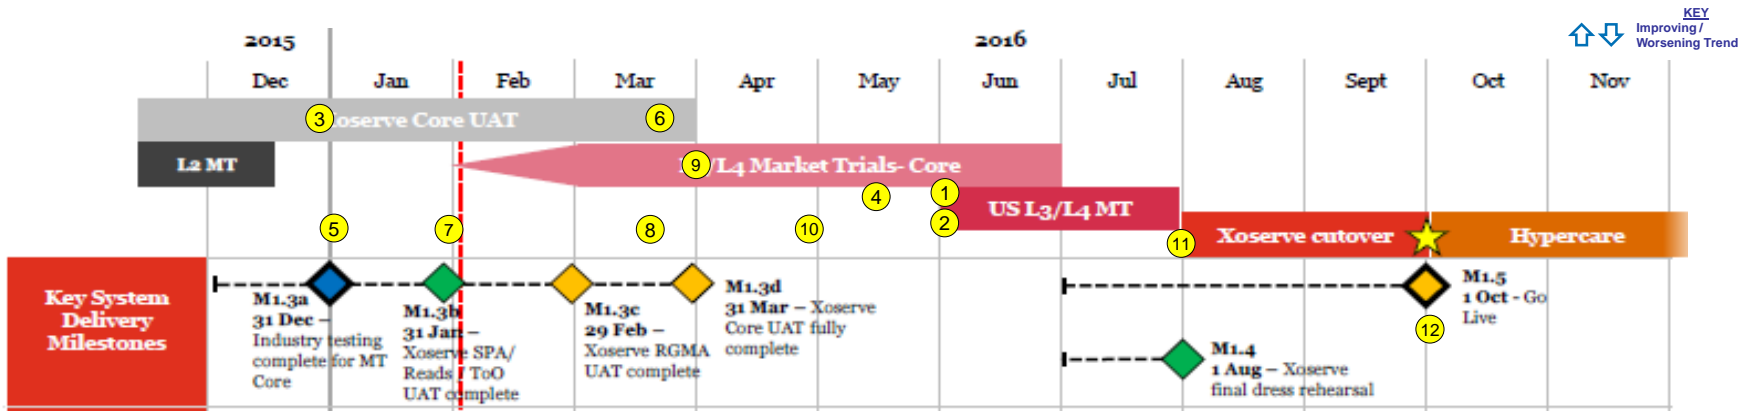 KEY
Improving /
Worsening Trend
2015
2016
Dec
Jan
Feb
Mar
Apr
May
Jun
Jul
Aug
Sept
Oct
Nov
3
oserve Core UAT
6
L2 MT
9
/L4 Market Trials- Core
4
1
2
US L3/L4 MT
5
7
8
10
11
Xoserve cutover
Hypercare
Key System
Delivery
Milestones
M1.3a
31 Dec –
Industry testing
complete for MT
Core
M1.3b
31 Jan –
Xoserve SPA/
Reads / ToO
UAT complete
M1.3c
29 Feb –
Xoserve RGMA
UAT complete
M1.3d
31 Mar – Xoserve
Core UAT fully
complete
M1.5
1 Oct - Go
Live
12
M1.4
1 Aug – Xoserve
final dress rehearsal